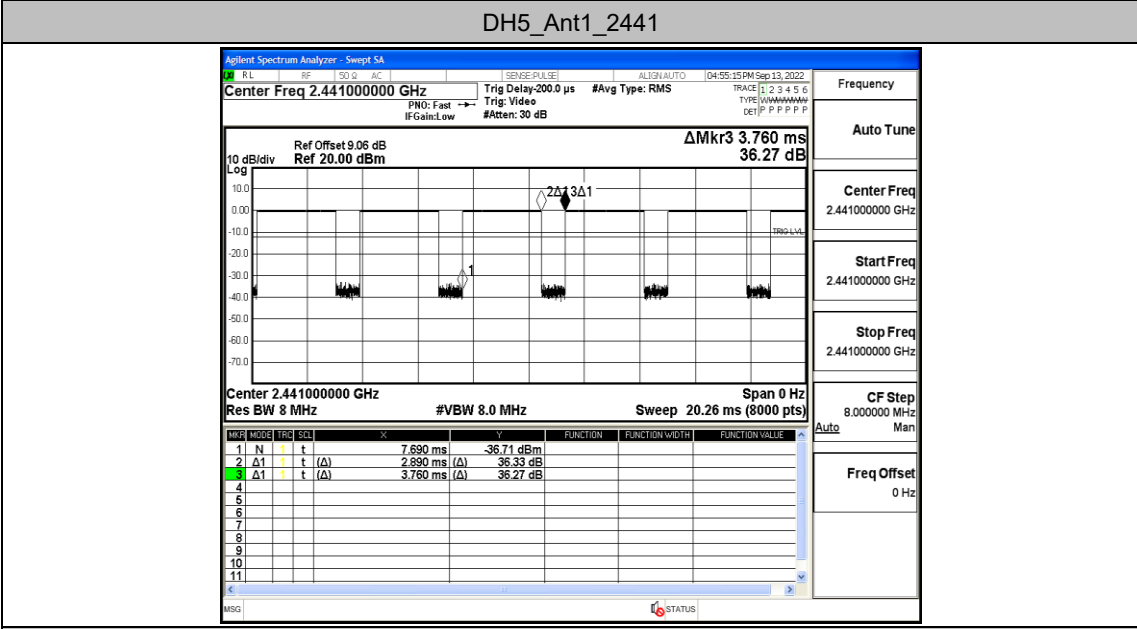 DH5_Ant1_2441
Agilent Spectrum Analyzer - Swept SA
RL RF 50 Ω AC SENSE:PULSE ALIGN AUTO 04:55:15 PM Sep 13, 2022
Center Freq 2.441000000 GHz
PNO: Fast
IFGain:Low
Trig Delay-200.0 µs
Trig: Video
#Atten: 30 dB
#Avg Type: RMS
TRACE 1 2 3 4 5 6
TYPE
DET P P P P P P
ΔMkr3 3.760 ms
36.27 dB
Ref Offset 9.06 dB
10 dB/div Ref 20.00 dBm
Log
10.0
0.00
-10.0
-20.0
-30.0
-40.0
-50.0
-60.0
-70.0
2Δ1 3Δ1
TRIG LVL
1
Center 2.441000000 GHz Span 0 Hz
Res BW 8 MHz #VBW 8.0 MHz Sweep 20.26 ms (8000 pts)
MKR MODE TRC SCL X Y FUNCTION FUNCTION WIDTH FUNCTION VALUE
1 N 1 t 7.690 ms -36.71 dBm
2 Δ1 1 t (Δ) 2.890 ms (Δ) 36.33 dB
3 Δ1 1 t (Δ) 3.760 ms (Δ) 36.27 dB
4
5
6
7
8
9
10
11
MSG STATUS
Frequency
Auto Tune
Center Freq
2.441000000 GHz
Start Freq
2.441000000 GHz
Stop Freq
2.441000000 GHz
CF Step
8.000000 MHz
Auto Man
Freq Offset
0 Hz